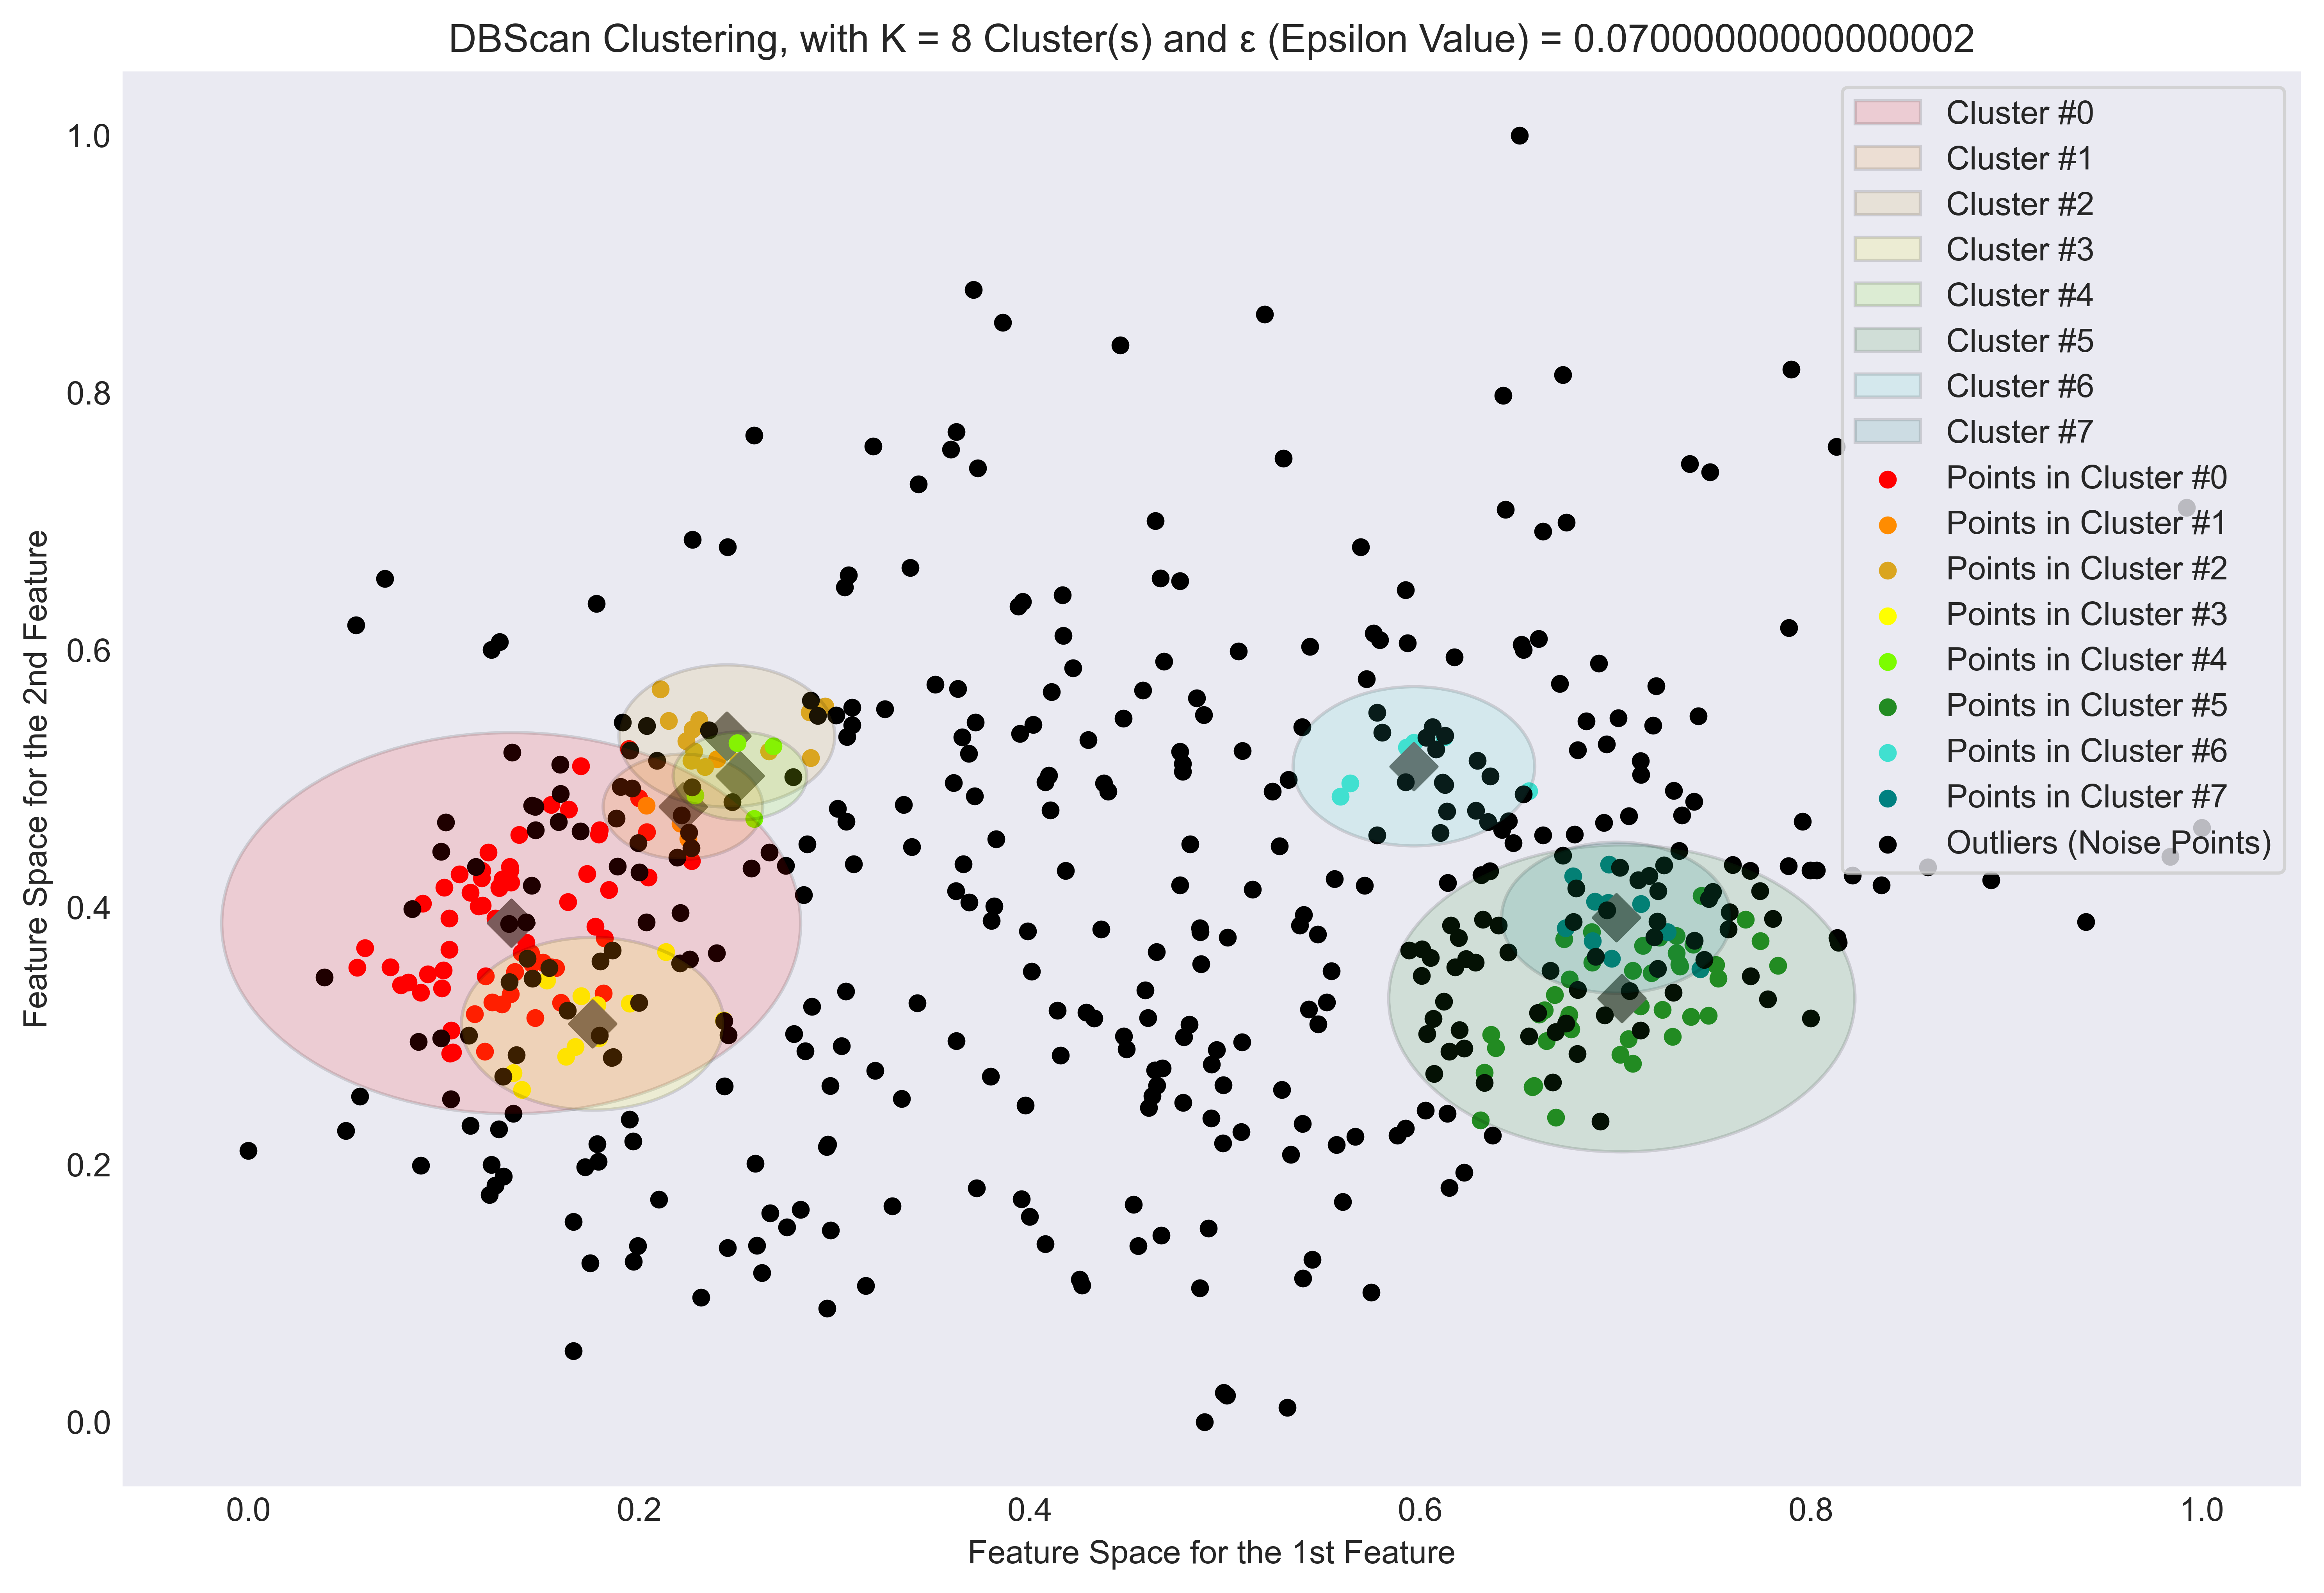 DBScan Clustering, with K = 8 Cluster(s) and ε (Epsilon Value) = 0.07000000000000002
Cluster #0
Cluster #1
Cluster #2
Cluster #3
Cluster #4
Cluster #5
Cluster #6
Cluster #7
Points in Cluster #0
Points in Cluster #1
Points in Cluster #2
Points in Cluster #3
Points in Cluster #4
Points in Cluster #5
Points in Cluster #6
Points in Cluster #7
Outliers (Noise Points)
Feature Space for the 2nd Feature
1.0
0.8
0.6
0.4
0.2
0.0
0.0 0.2 0.4 0.6 0.8 1.0
Feature Space for the 1st Feature